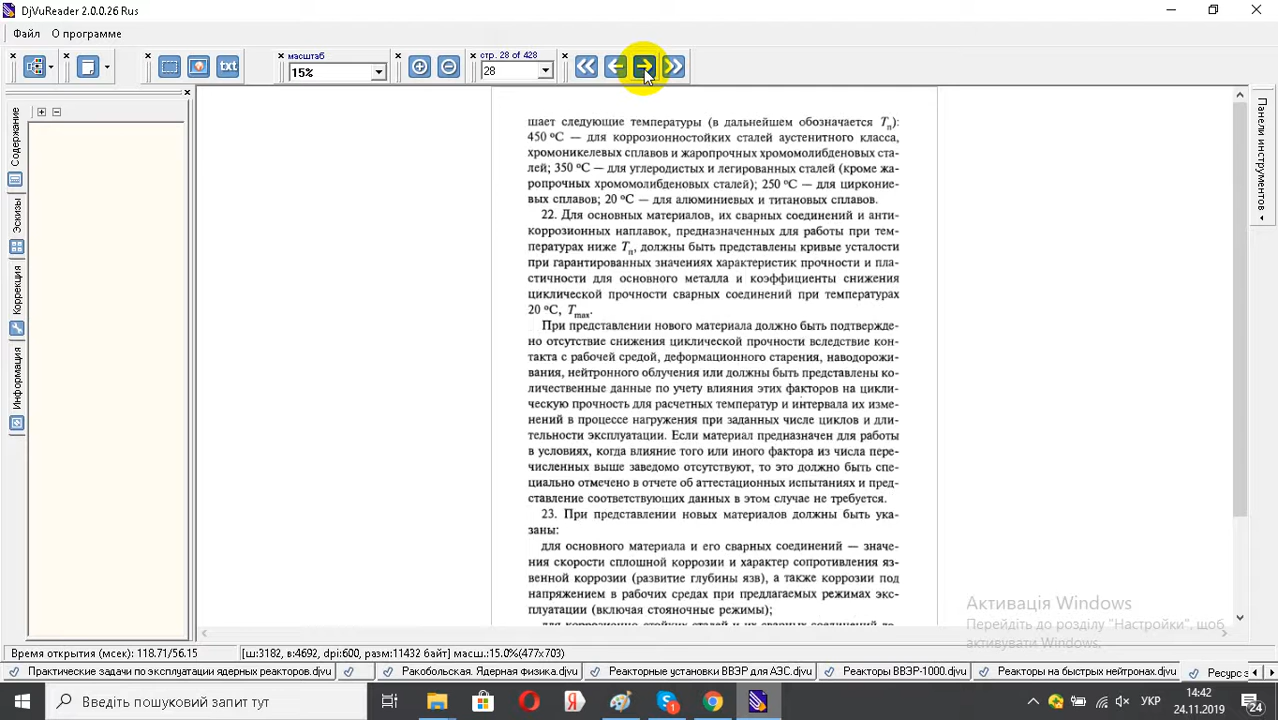 DjVuReader 2.0.0.26 Rus
Файл О программе
масштаб
15%
стр. 28 of 428
28
txt
Содержание
Эскизы
Коррекция
Информация
Панель инструментов
шает следующие температуры (в дальнейшем обозначается Tп):
450 °С — для коррозионностойких сталей аустенитного класса,
хромоникелевых сплавов и жаропрочных хромомолибденовых ста-
лей; 350 °С — для углеродистых и легированных сталей (кроме жа-
ропрочных хромомолибденовых сталей); 250 °С — для цирконие-
вых сплавов; 20 °С — для алюминиевых и титановых сплавов.
22. Для основных материалов, их сварных соединений и анти-
коррозионных наплавок, предназначенных для работы при тем-
пературах ниже Tп, должны быть представлены кривые усталости
при гарантированных значениях характеристик прочности и пла-
стичности для основного металла и коэффициенты снижения
циклической прочности сварных соединений при температурах
20 °С, Tmax.
При представлении нового материала должно быть подтвержде-
но отсутствие снижения циклической прочности вследствие кон-
такта с рабочей средой, деформационного старения, наводорожи-
вания, нейтронного облучения или должны быть представлены ко-
личественные данные по учету влияния этих факторов на цикли-
ческую прочность для расчетных температур и интервала их изме-
нений в процессе нагружения при заданных числе циклов и дли-
тельности эксплуатации. Если материал предназначен для работы
в условиях, когда влияние того или иного фактора из числа пере-
численных выше заведомо отсутствуют, то это должно быть спе-
циально отмечено в отчете об аттестационных испытаниях и пред-
ставление соответствующих данных в этом случае не требуется.
23. При представлении новых материалов должны быть ука-
заны:
для основного материала и его сварных соединений — значе-
ния скорости сплошной коррозии и характер сопротивления яз-
венной коррозии (развитие глубины язв), а также коррозии под
напряжением в рабочих средах при предлагаемых режимах экс-
плуатации (включая стояночные режимы);
Активація Windows
Перейдіть до розділу "Настройки", щоб
активувати Windows.
Время открытия (мсек): 118.71/56.15
[ш:3182, в:4692, dpi:600, разм:11432 байт] масш.:15.0%(477x703)
Практические задачи по эксплуатации ядерных реакторов.djvu
Ракобольская. Ядерная физика.djvu
Реакторные установки ВВЭР для АЭС.djvu
Реакторы ВВЭР-1000.djvu
Реакторы на быстрых нейтронах.djvu
Ресурс э
Введіть пошуковий запит тут
УКР
14:42
24.11.2019
24